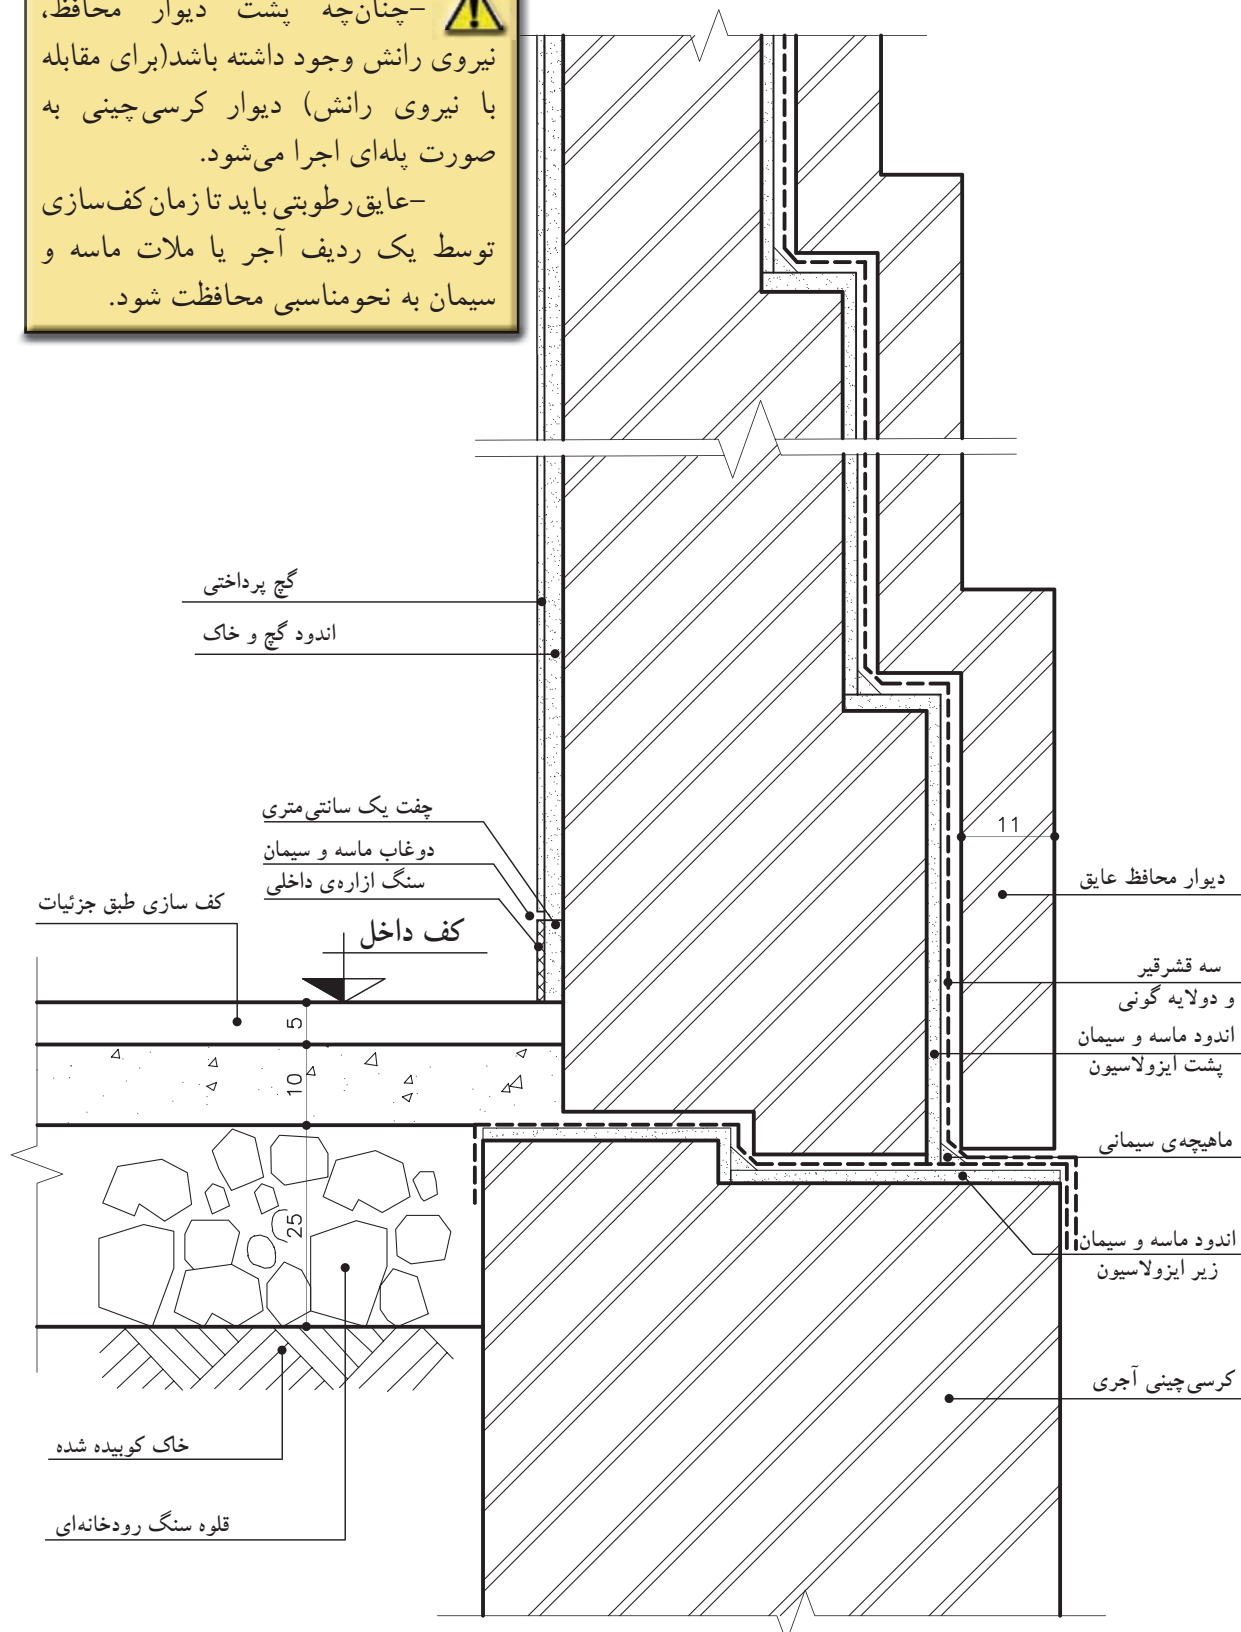 -چنان‌چه پشت دیوار محافظ،
نیروی رانش وجود داشته باشد(برای مقابله
با نیروی رانش) دیوار کرسی‌چینی به
صورت پله‌ای اجرا می‌شود.
-عایق رطوبتی باید تا زمان کف‌سازی
توسط یک ردیف آجر یا ملات ماسه و
سیمان به نحومناسبی محافظت شود.
گچ پرداختی
اندود گچ و خاک
چفت یک سانتی‌متری
دوغاب ماسه و سیمان
سنگ ازاره‌ی داخلی
کف سازی طبق جزئیات
کف داخل
11
دیوار محافظ عایق
سه قشرقیر
و دولایه گونی
اندود ماسه و سیمان
پشت ایزولاسیون
5
10
25
ماهیچه‌ی سیمانی
اندود ماسه و سیمان
زیر ایزولاسیون
کرسی‌چینی آجری
خاک کوبیده شده
قلوه سنگ رودخانه‌ای